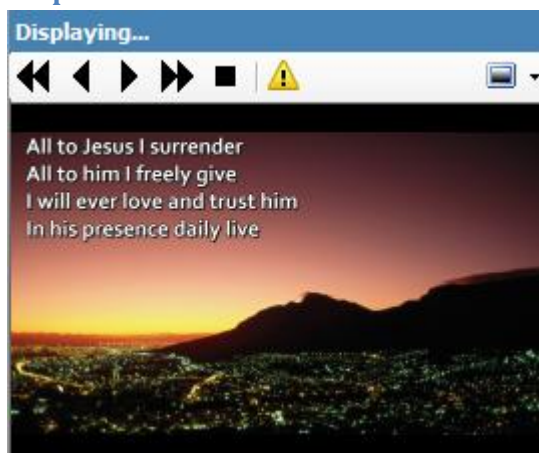 Displaying...
All to Jesus I surrender
All to him I freely give
I will ever love and trust him
In his presence daily live